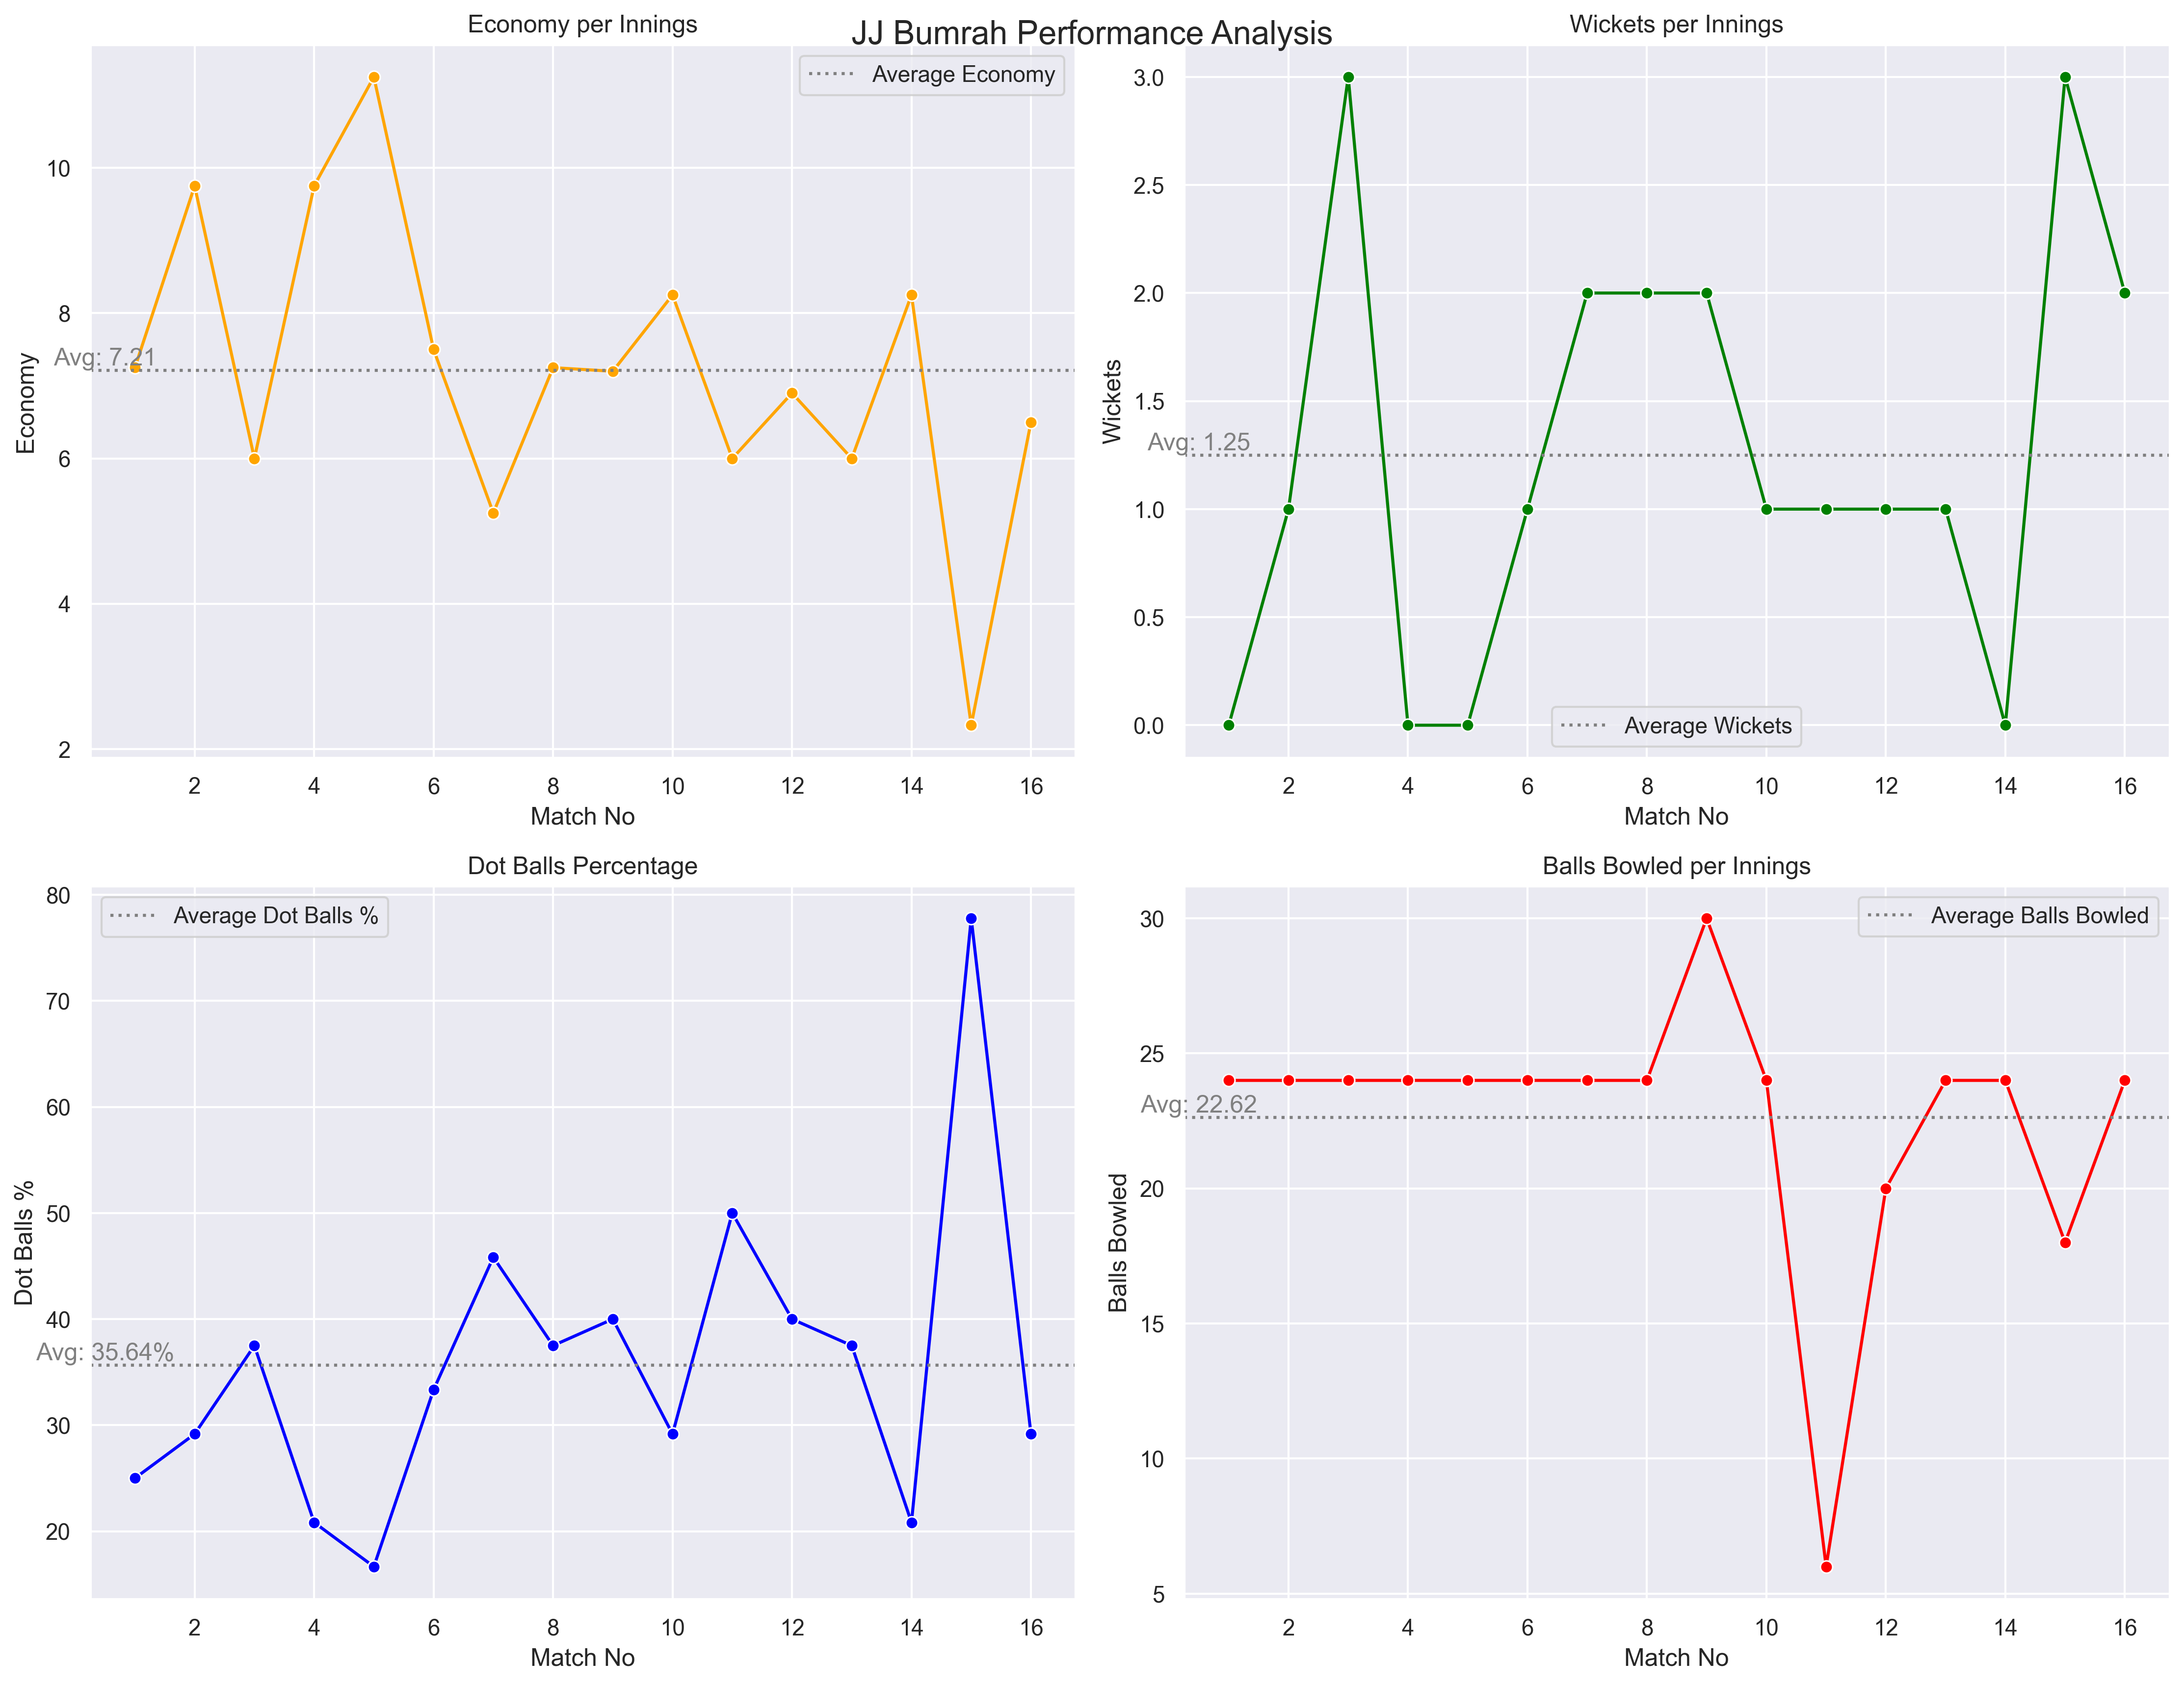 JJ Bumrah Performance Analysis
Economy per Innings
Average Economy
10
8
6
4
2
Avg: 7.21
Economy
2 4 6 8 10 12 14 16
Match No
Wickets per Innings
3.0
2.5
2.0
1.5
1.0
0.5
0.0
Avg: 1.25
Wickets
Average Wickets
2 4 6 8 10 12 14 16
Match No
Dot Balls Percentage
Average Dot Balls %
80
70
60
50
40
30
20
Avg: 35.64%
Dot Balls %
2 4 6 8 10 12 14 16
Match No
Balls Bowled per Innings
Average Balls Bowled
30
25
20
15
10
5
Avg: 22.62
Balls Bowled
2 4 6 8 10 12 14 16
Match No